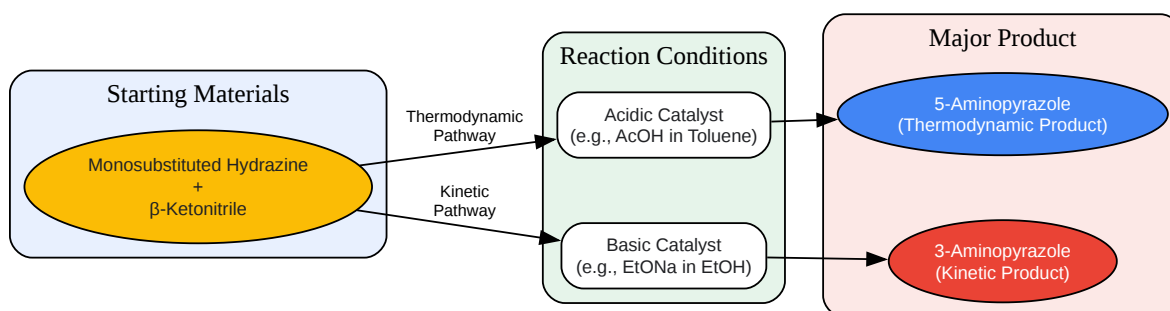 Starting Materials
Monosubstituted Hydrazine
+
β-Ketonitrile
Thermodynamic
Pathway
Kinetic
Pathway
Reaction Conditions
Acidic Catalyst
(e.g., AcOH in Toluene)
Basic Catalyst
(e.g., EtONa in EtOH)
Major Product
5-Aminopyrazole
(Thermodynamic Product)
3-Aminopyrazole
(Kinetic Product)